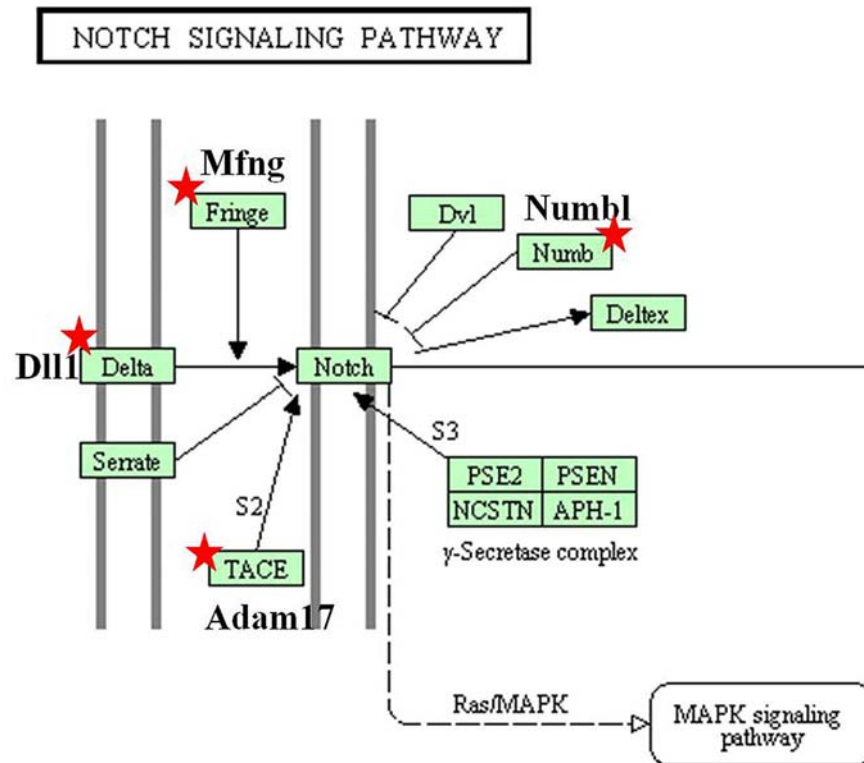 NOTCH SIGNALING PATHWAY
Mfng
Fringe
Dvl
Numbl
Numb
Deltex
Dll1
Delta
Notch
Serrate
S2
S3
PSE2
PSEN
NCSTN
APH-1
γ-Secretase complex
TACE
Adam17
Ras/MAPK
MAPK signaling
pathway